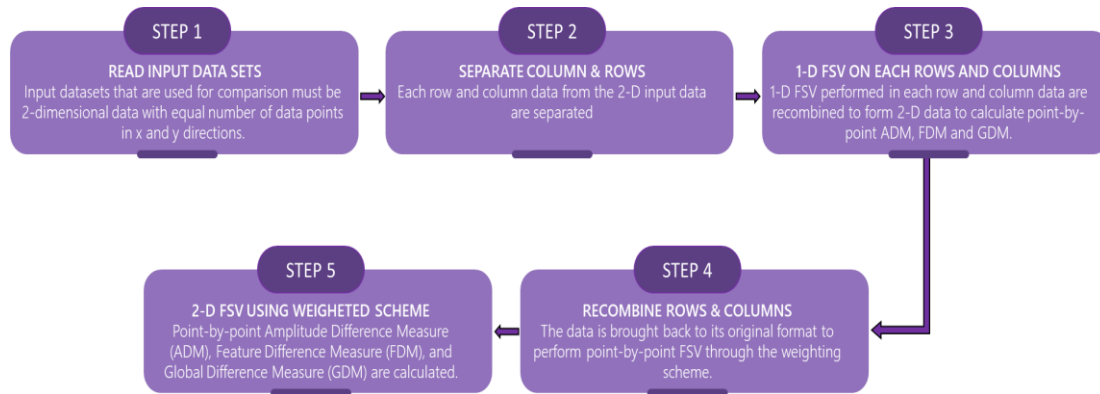 STEP 1
READ INPUT DATA SETS
Input datasets that are used for comparison must be
2-dimensional data with equal number of data points
in x and y directions.
STEP 2
SEPARATE COLUMN & ROWS
Each row and column data from the 2-D input data
are separated
STEP 3
1-D FSV ON EACH ROWS AND COLUMNS
1-D FSV performed in each row and column data are
recombined to form 2-D data to calculate point-by-
point ADM, FDM and GDM.
STEP 4
RECOMBINE ROWS & COLUMNS
The data is brought back to its original format to
perform point-by-point FSV through the weighting
scheme.
STEP 5
2-D FSV USING WEIGHETED SCHEME
Point-by-point Amplitude Difference Measure
(ADM), Feature Difference Measure (FDM), and
Global Difference Measure (GDM) are calculated.